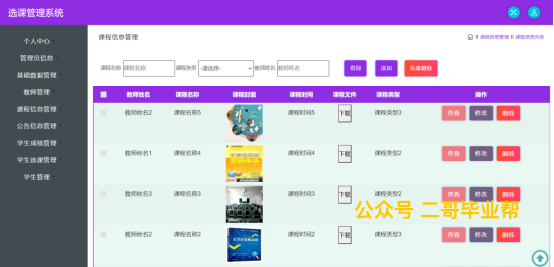 选课管理系统
个人中心
管理员信息
基础数据管理
教师管理
课程信息管理
公告信息管理
学生成绩管理
学生选课管理
学生管理
课程信息管理
课程信息管理 课程信息列表
课程名称 课程名称 课程类型 -请选择- 教师姓名 教师姓名 查询 添加 批量删除
教师姓名 课程名称 课程封面 课程时间 课程文件 课程类型 操作
教师姓名2 课程名称5 课程时间5 下载 课程类型3 查看 修改 删除
教师姓名1 课程名称4 课程时间4 下载 课程类型2 查看 修改 删除
教师姓名3 课程名称3 课程时间3 下载 课程类型2 查看 修改 删除
公众号 二哥毕业帮
教师姓名2 课程名称2 课程时间2 下载 课程类型3 查看 修改 删除